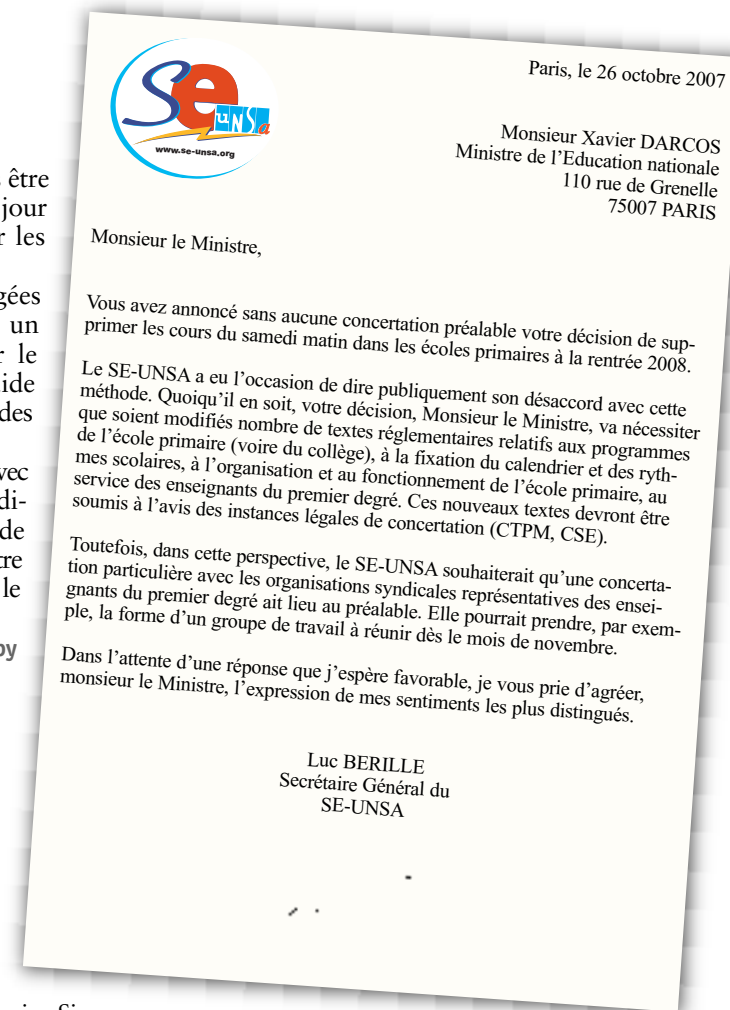 être
jour
les
gées
un
le
ide
des
vec
di-
de
tre
le
by
Se
uNSa
www.se-unsa.org
Paris, le 26 octobre 2007
Monsieur Xavier DARCOS
Ministre de l’Education nationale
110 rue de Grenelle
75007 PARIS
Monsieur le Ministre,
Vous avez annoncé sans aucune concertation préalable votre décision de sup-
primer les cours du samedi matin dans les écoles primaires à la rentrée 2008.
Le SE-UNSA a eu l’occasion de dire publiquement son désaccord avec cette
méthode. Quoiqu’il en soit, votre décision, Monsieur le Ministre, va nécessiter
que soient modifiés nombre de textes réglementaires relatifs aux programmes
de l’école primaire (voire du collège), à la fixation du calendrier et des ryth-
mes scolaires, à l’organisation et au fonctionnement de l’école primaire, au
service des enseignants du premier degré. Ces nouveaux textes devront être
soumis à l’avis des instances légales de concertation (CTPM, CSE).
Toutefois, dans cette perspective, le SE-UNSA souhaiterait qu’une concerta-
tion particulière avec les organisations syndicales représentatives des ensei-
gnants du premier degré ait lieu au préalable. Elle pourrait prendre, par exem-
ple, la forme d’un groupe de travail à réunir dès le mois de novembre.
Dans l’attente d’une réponse que j’espère favorable, je vous prie d’agréer,
monsieur le Ministre, l’expression de mes sentiments les plus distingués.
Luc BERILLE
Secrétaire Général du
SE-UNSA